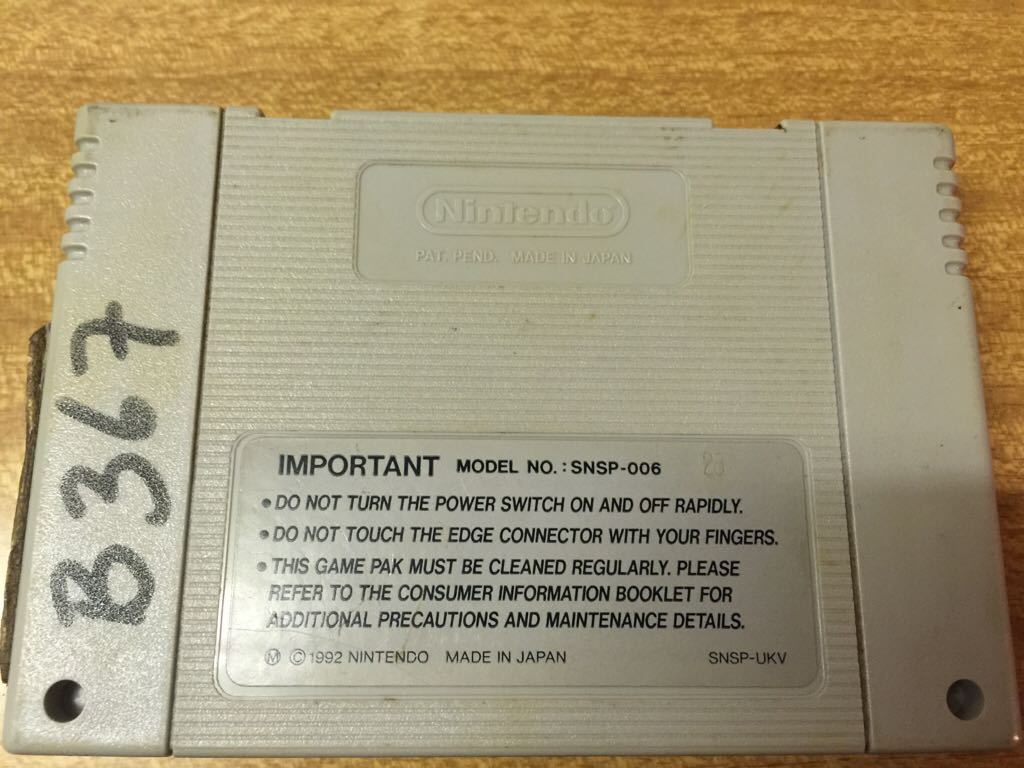 Nintendo
PAT. PEND. MADE IN JAPAN
B367
IMPORTANT MODEL NO.: SNSP-006 23
• DO NOT TURN THE POWER SWITCH ON AND OFF RAPIDLY.
• DO NOT TOUCH THE EDGE CONNECTOR WITH YOUR FINGERS.
• THIS GAME PAK MUST BE CLEANED REGULARLY. PLEASE
REFER TO THE CONSUMER INFORMATION BOOKLET FOR
ADDITIONAL PRECAUTIONS AND MAINTENANCE DETAILS.
Ⓜ ©1992 NINTENDO MADE IN JAPAN SNSP-UKV